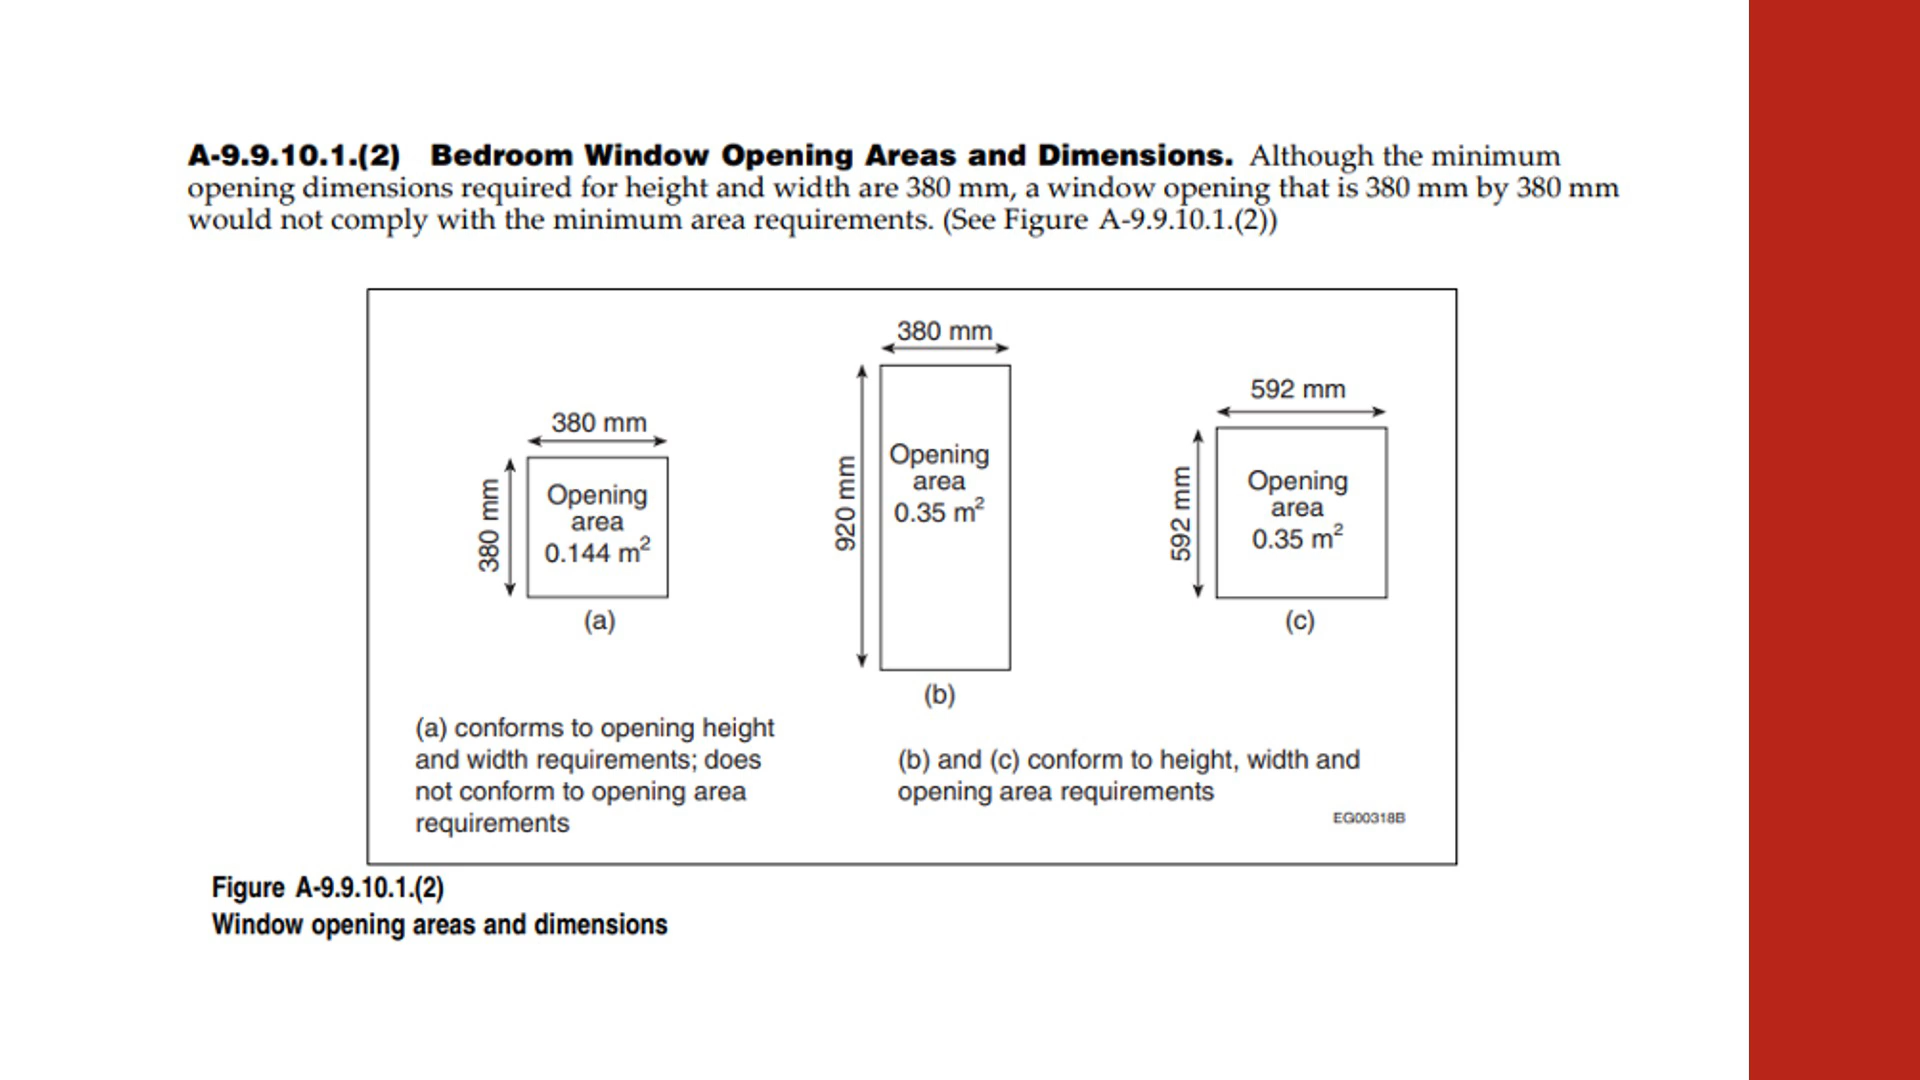 A-9.9.10.1.(2) Bedroom Window Opening Areas and Dimensions. Although the minimum
opening dimensions required for height and width are 380 mm, a window opening that is 380 mm by 380 mm
would not comply with the minimum area requirements. (See Figure A-9.9.10.1.(2))
380 mm
380 mm
Opening
area
0.144 m²
(a)
380 mm
920 mm
Opening
area
0.35 m²
(b)
592 mm
592 mm
Opening
area
0.35 m²
(c)
(a) conforms to opening height
and width requirements; does
not conform to opening area
requirements
(b) and (c) conform to height, width and
opening area requirements
EG00318B
Figure A-9.9.10.1.(2)
Window opening areas and dimensions